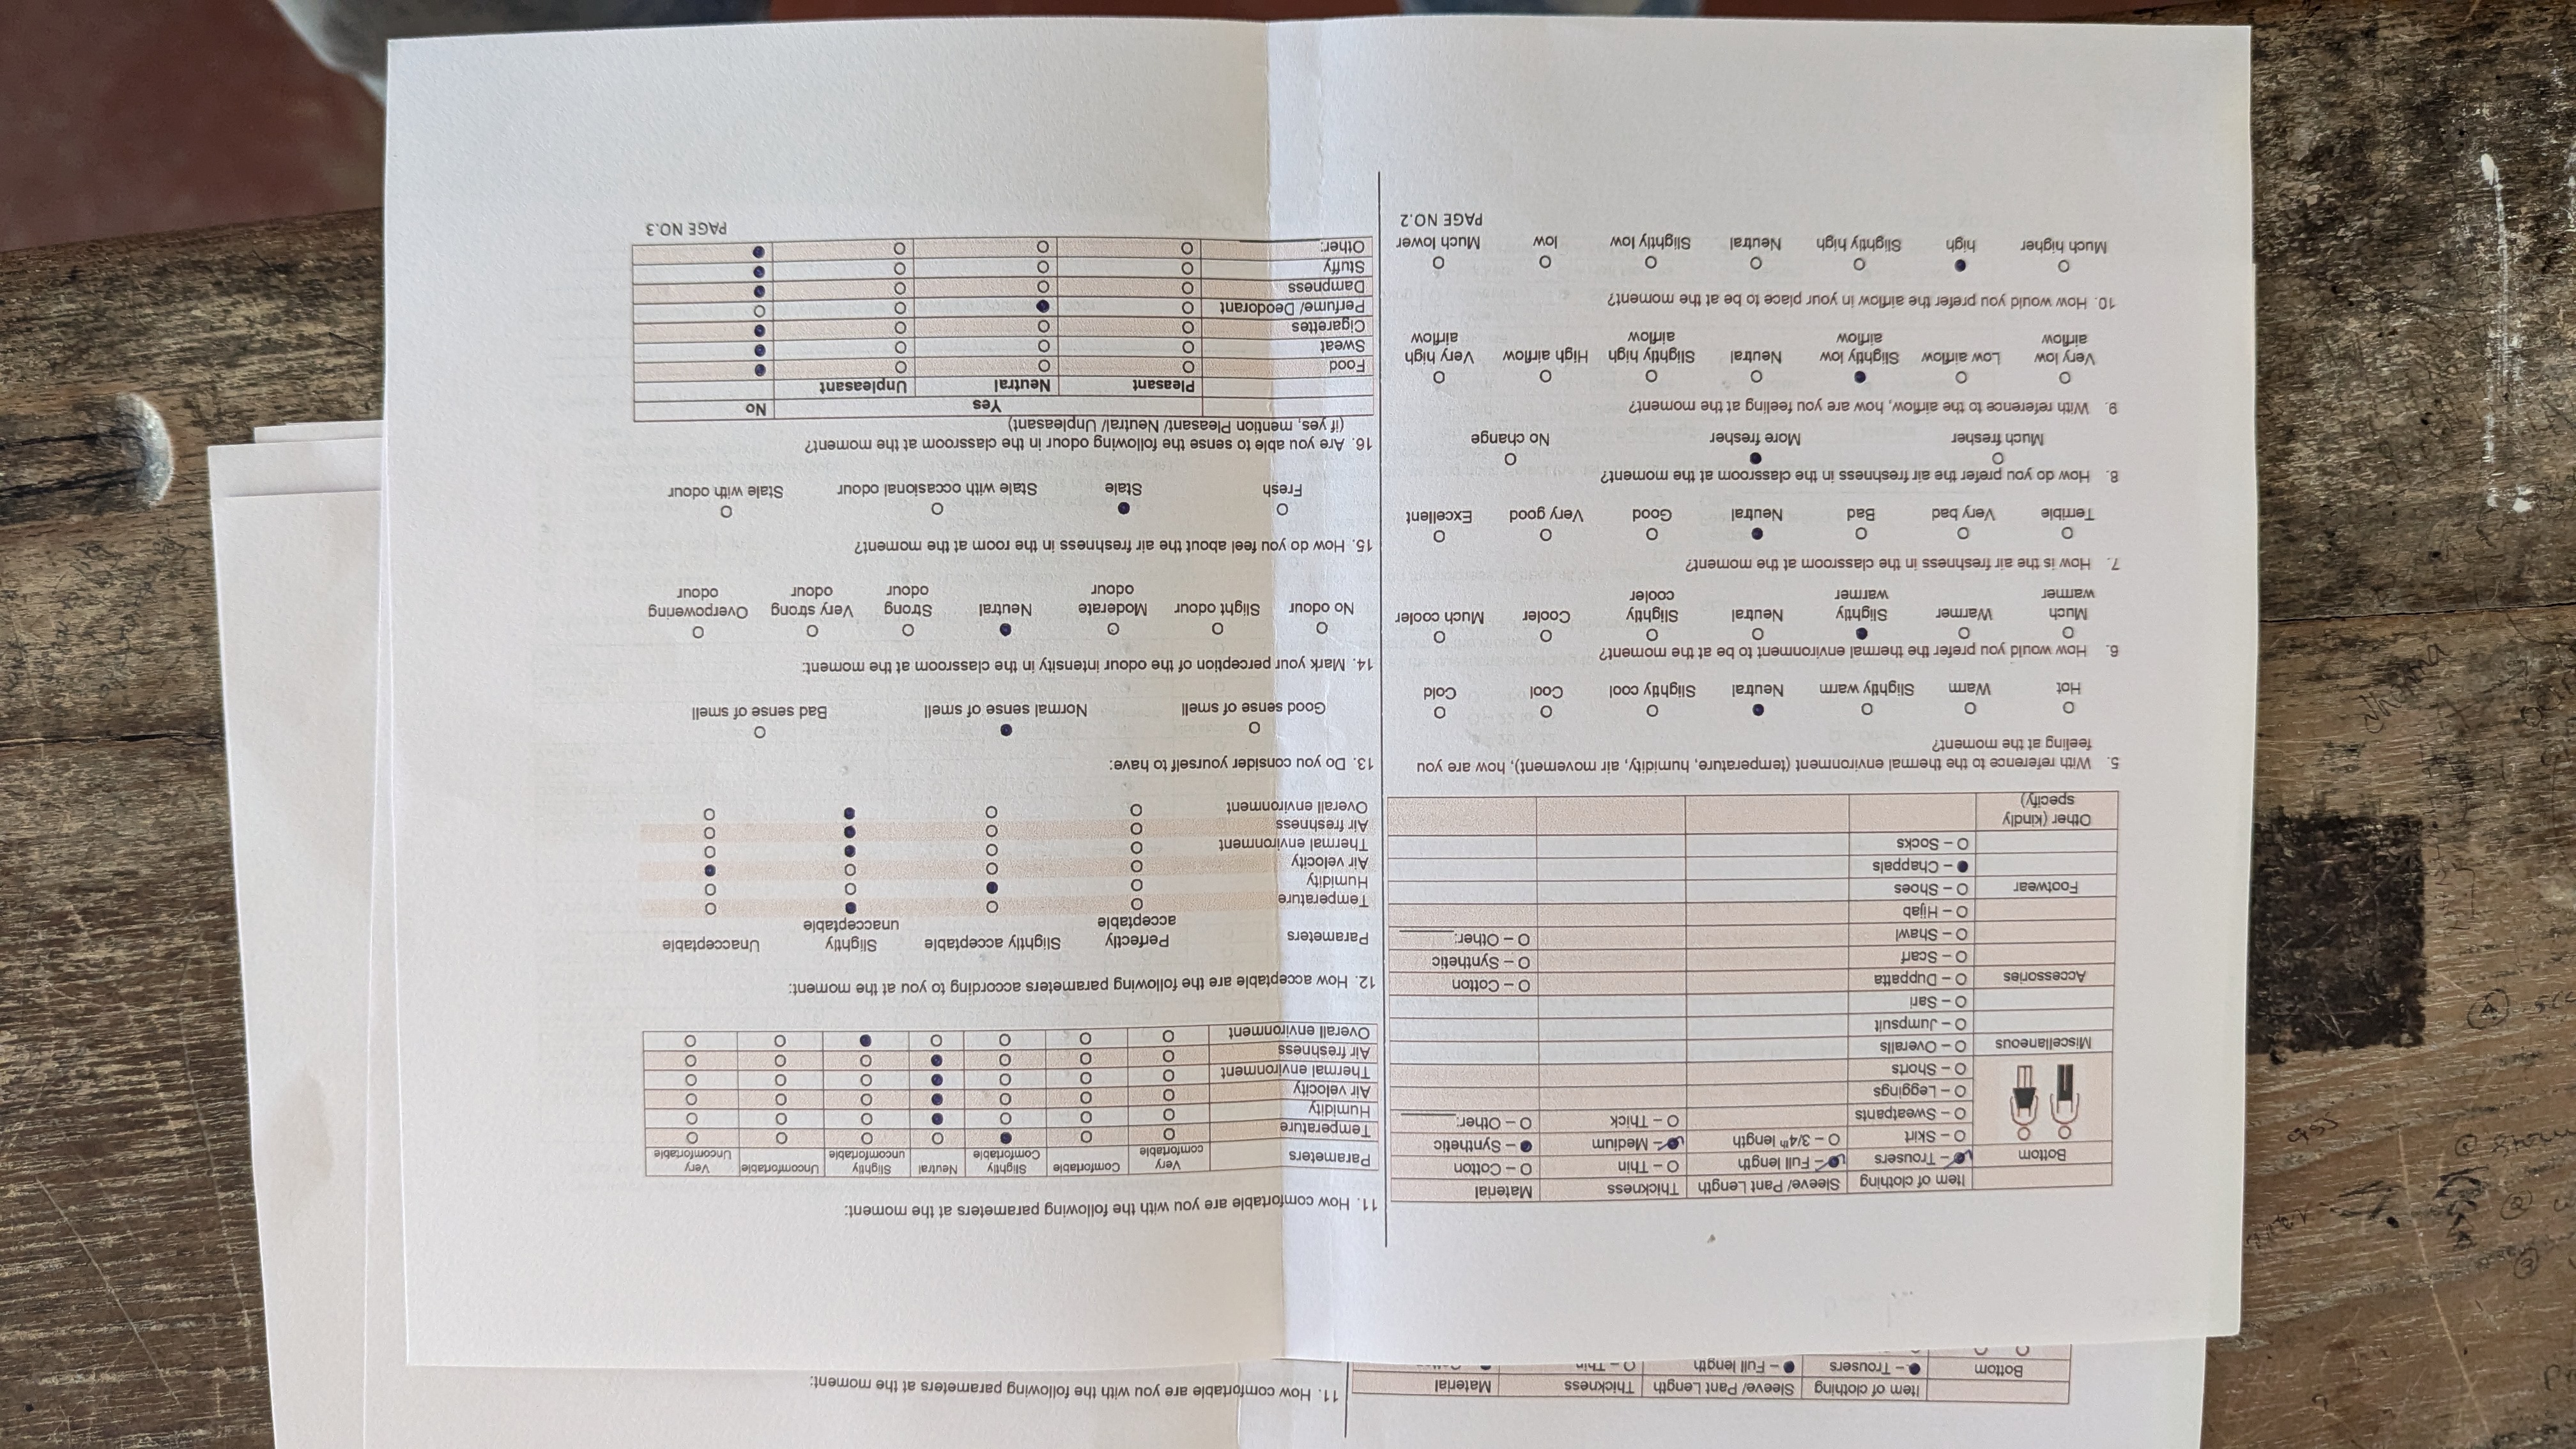 Item of clothing Sleeve/ Pant Length Thickness Material
Bottom ●– Trousers ● – Full length O – Thin
11. How comfortable are you with the following parameters at the moment:
Item of clothing Sleeve/ Pant Length Thickness Material
Bottom ●– Trousers ●– Full length O – Thin O – Cotton
O – Skirt O – 3/4th length ●– Medium ● – Synthetic
O – Sweatpants O – Thick O – Other:______
O – Leggings
O – Shorts
Miscellaneous O – Overalls
O – Jumpsuit
O – Sari
Accessories O – Duppatta O – Cotton
O – Scarf O – Synthetic
O – Shawl O – Other:______
O – Hijab
Footwear O – Shoes
● – Chappals
O – Socks
Other (kindly
specify)
5. With reference to the thermal environment (temperature, humidity, air movement), how are you
feeling at the moment?
O O O ● O O O
Hot Warm Slightly warm Neutral Slightly cool Cool Cold
6. How would you prefer the thermal environment to be at the moment?
O O ● O O O O
Much Warmer Slightly Neutral Slightly Cooler Much cooler
warmer warmer cooler
7. How is the air freshness in the classroom at the moment?
O O O ● O O O
Terrible Very bad Bad Neutral Good Very good Excellent
8. How do you prefer the air freshness in the classroom at the moment?
O ● O
Much fresher More fresher No change
9. With reference to the airflow, how are you feeling at the moment?
O O ● O O O O
Very low Low airflow Slightly low Neutral Slightly high High airflow Very high
airflow airflow airflow airflow
10. How would you prefer the airflow in your place to be at the moment?
O ● O O O O O
Much higher high Slightly high Neutral Slightly low low Much lower
PAGE NO.2
11. How comfortable are you with the following parameters at the moment:
Parameters Very Comfortable Slightly Neutral Slightly Uncomfortable Very
comfortable Comfortable uncomfortable Uncomfortable
Temperature O O ● O O O O
Humidity O O O ● O O O
Air velocity O O O ● O O O
Thermal environment O O O ● O O O
Air freshness O O O ● O O O
Overall environment O O O O ● O O
12. How acceptable are the following parameters according to you at the moment:
Parameters Perfectly Slightly acceptable Slightly Unacceptable
acceptable unacceptable
Temperature O O ● O
Humidity O ● O O
Air velocity O O O ●
Thermal environment O O ● O
Air freshness O O ● O
Overall environment O O ● O
13. Do you consider yourself to have:
O ● O
Good sense of smell Normal sense of smell Bad sense of smell
14. Mark your perception of the odour intensity in the classroom at the moment:
O O O ● O O O
No odour Slight odour Moderate Neutral Strong Very strong Overpowering
odour odour odour odour
15. How do you feel about the air freshness in the room at the moment?
O ● O O
Fresh Stale Stale with occasional odour Stale with odour
16. Are you able to sense the following odour in the classroom at the moment?
(if yes, mention Pleasant/ Neutral/ Unpleasant)
Yes No
Pleasant Neutral Unpleasant
Food O O O ●
Sweat O O O ●
Cigarettes O O O ●
Perfume/ Deodorant O ● O O
Dampness O O O ●
Stuffy O O O ●
Other:________ O O O ●
PAGE NO.3